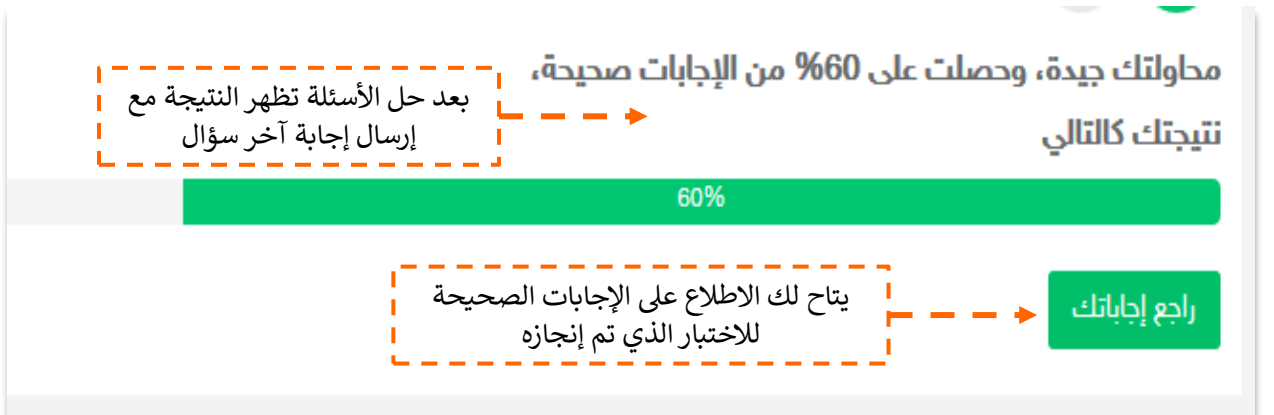 محاولتك جيدة، وحصلت على 60% من الإجابات صحيحة،
نتيجتك كالتالي
بعد حل الأسئلة تظهر النتيجة مع
إرسال إجابة آخر سؤال
60%
راجع إجاباتك
يتاح لك الاطلاع على الإجابات الصحيحة
للاختبار الذي تم إنجازه